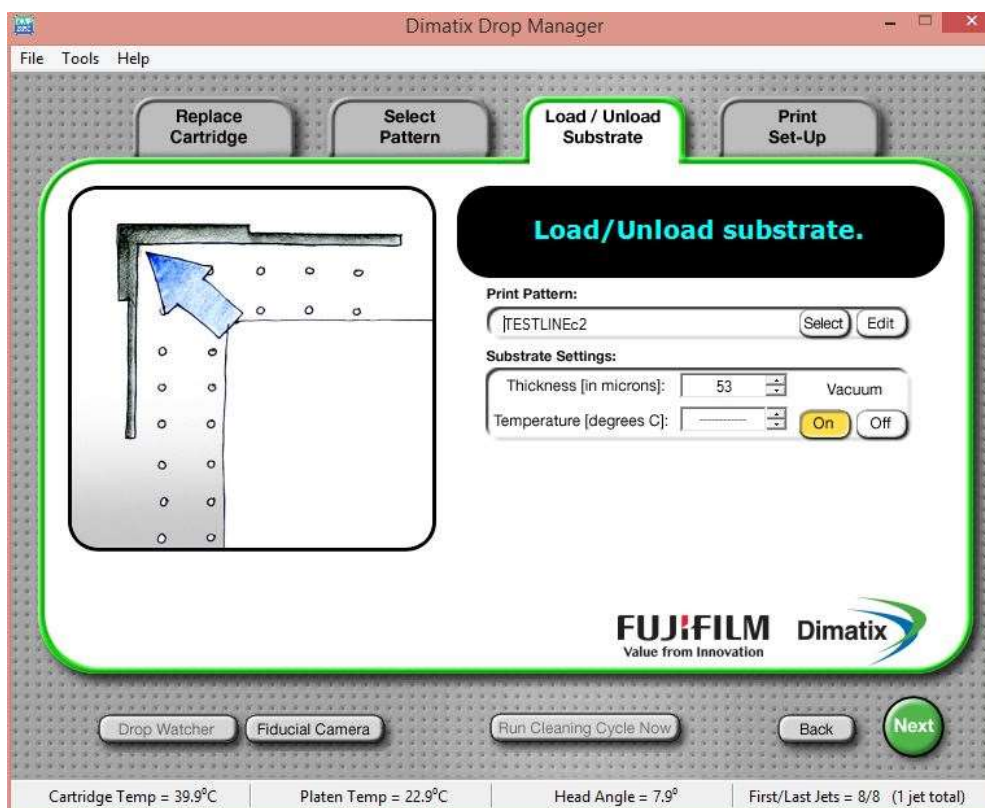 Dimatix Drop Manager
File Tools Help
Replace
Cartridge
Select
Pattern
Load / Unload
Substrate
Print
Set-Up
Load/Unload substrate.
Print Pattern:
TESTLINEc2
Select
Edit
Substrate Settings:
Thickness [in microns]: 53
Vacuum
Temperature [degrees C]: ----------
On
Off
FUJIFILM
Value from Innovation
Dimatix
Drop Watcher
Fiducial Camera
Run Cleaning Cycle Now
Back
Next
Cartridge Temp = 39.9⁰C
Platen Temp = 22.9⁰C
Head Angle = 7.9⁰
First/Last Jets = 8/8 (1 jet total)